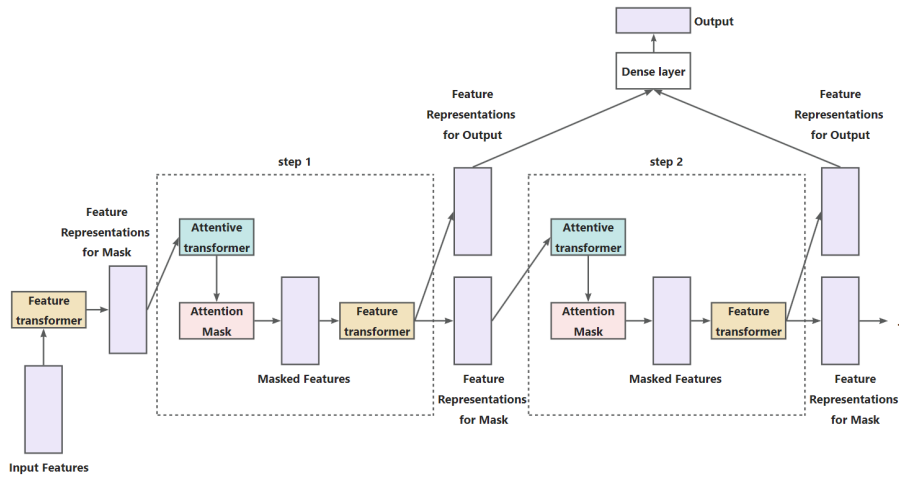 Output
Dense layer
Feature
Representations
for Output
Feature
Representations
for Output
step 1
step 2
Feature
Representations
for Mask
Attentive
transformer
Attentive
transformer
Feature
transformer
Attention
Mask
Feature
transformer
Attention
Mask
Feature
transformer
Masked Features
Feature
Representations
for Mask
Masked Features
Feature
Representations
for Mask
Input Features